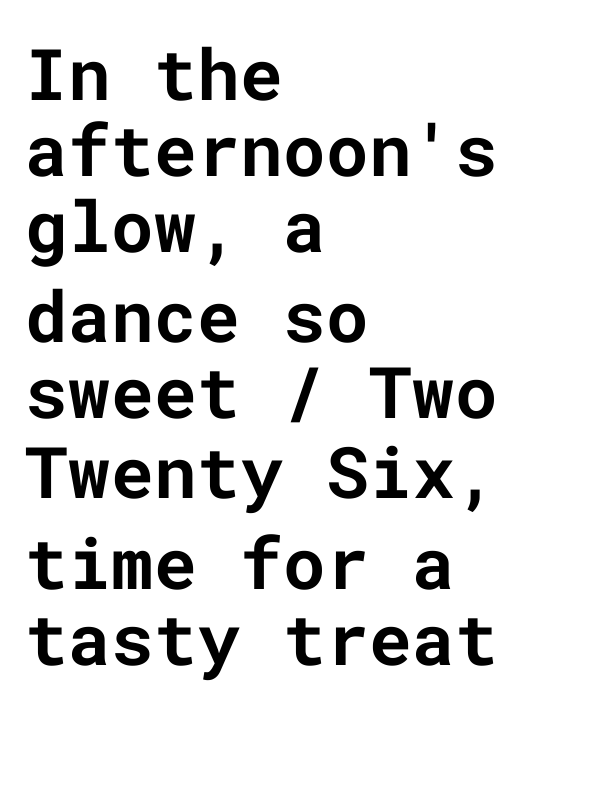 In the
afternoon's
glow, a
dance so
sweet / Two
Twenty Six,
time for a
tasty treat